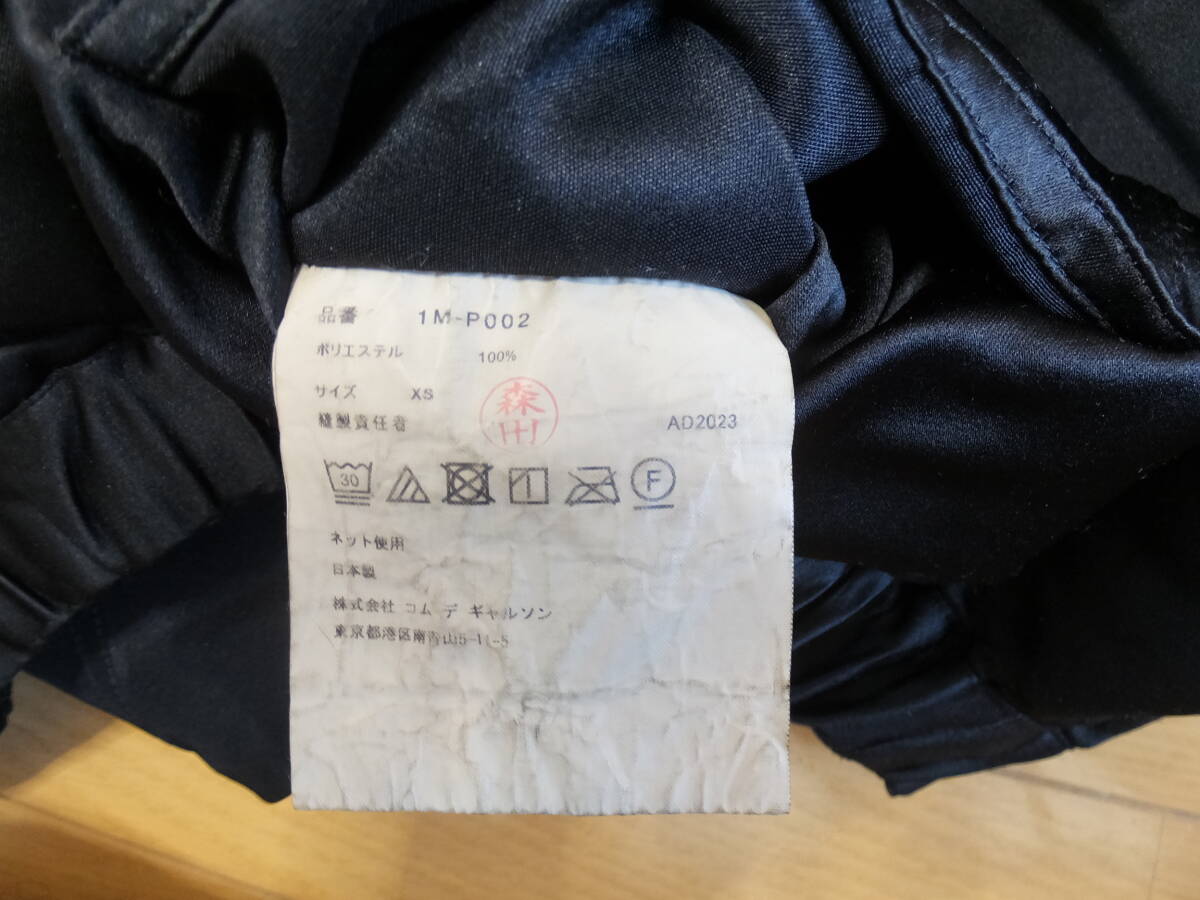 品番 1M-P002
ポリエステル 100%
サイズ XS
縫製責任者 森田 AD2023
30 F
ネット使用
日本製
株式会社 コム デ ギャルソン
東京都港区南青山5-11-5